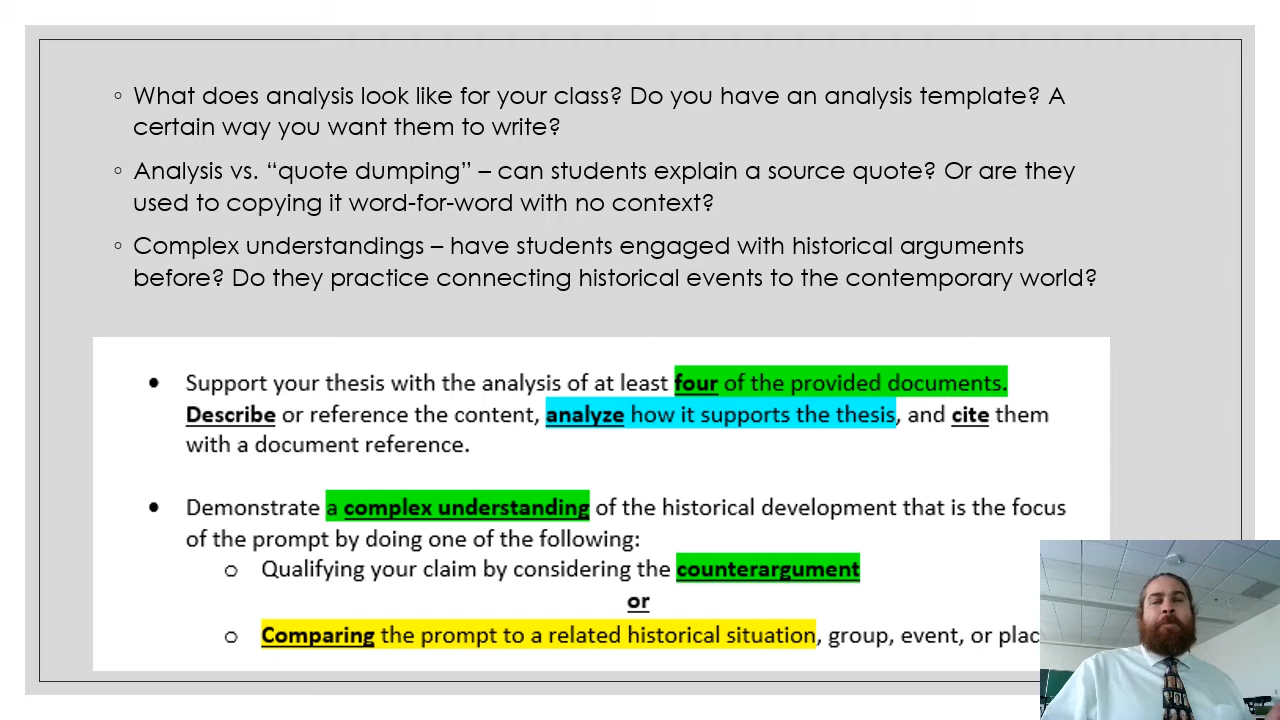 ◦ What does analysis look like for your class? Do you have an analysis template? A
certain way you want them to write?
◦ Analysis vs. “quote dumping” – can students explain a source quote? Or are they
used to copying it word-for-word with no context?
◦ Complex understandings – have students engaged with historical arguments
before? Do they practice connecting historical events to the contemporary world?
• Support your thesis with the analysis of at least four of the provided documents.
Describe or reference the content, analyze how it supports the thesis, and cite them
with a document reference.
• Demonstrate a complex understanding of the historical development that is the focus
of the prompt by doing one of the following:
o Qualifying your claim by considering the counterargument
or
o Comparing the prompt to a related historical situation, group, event, or plac